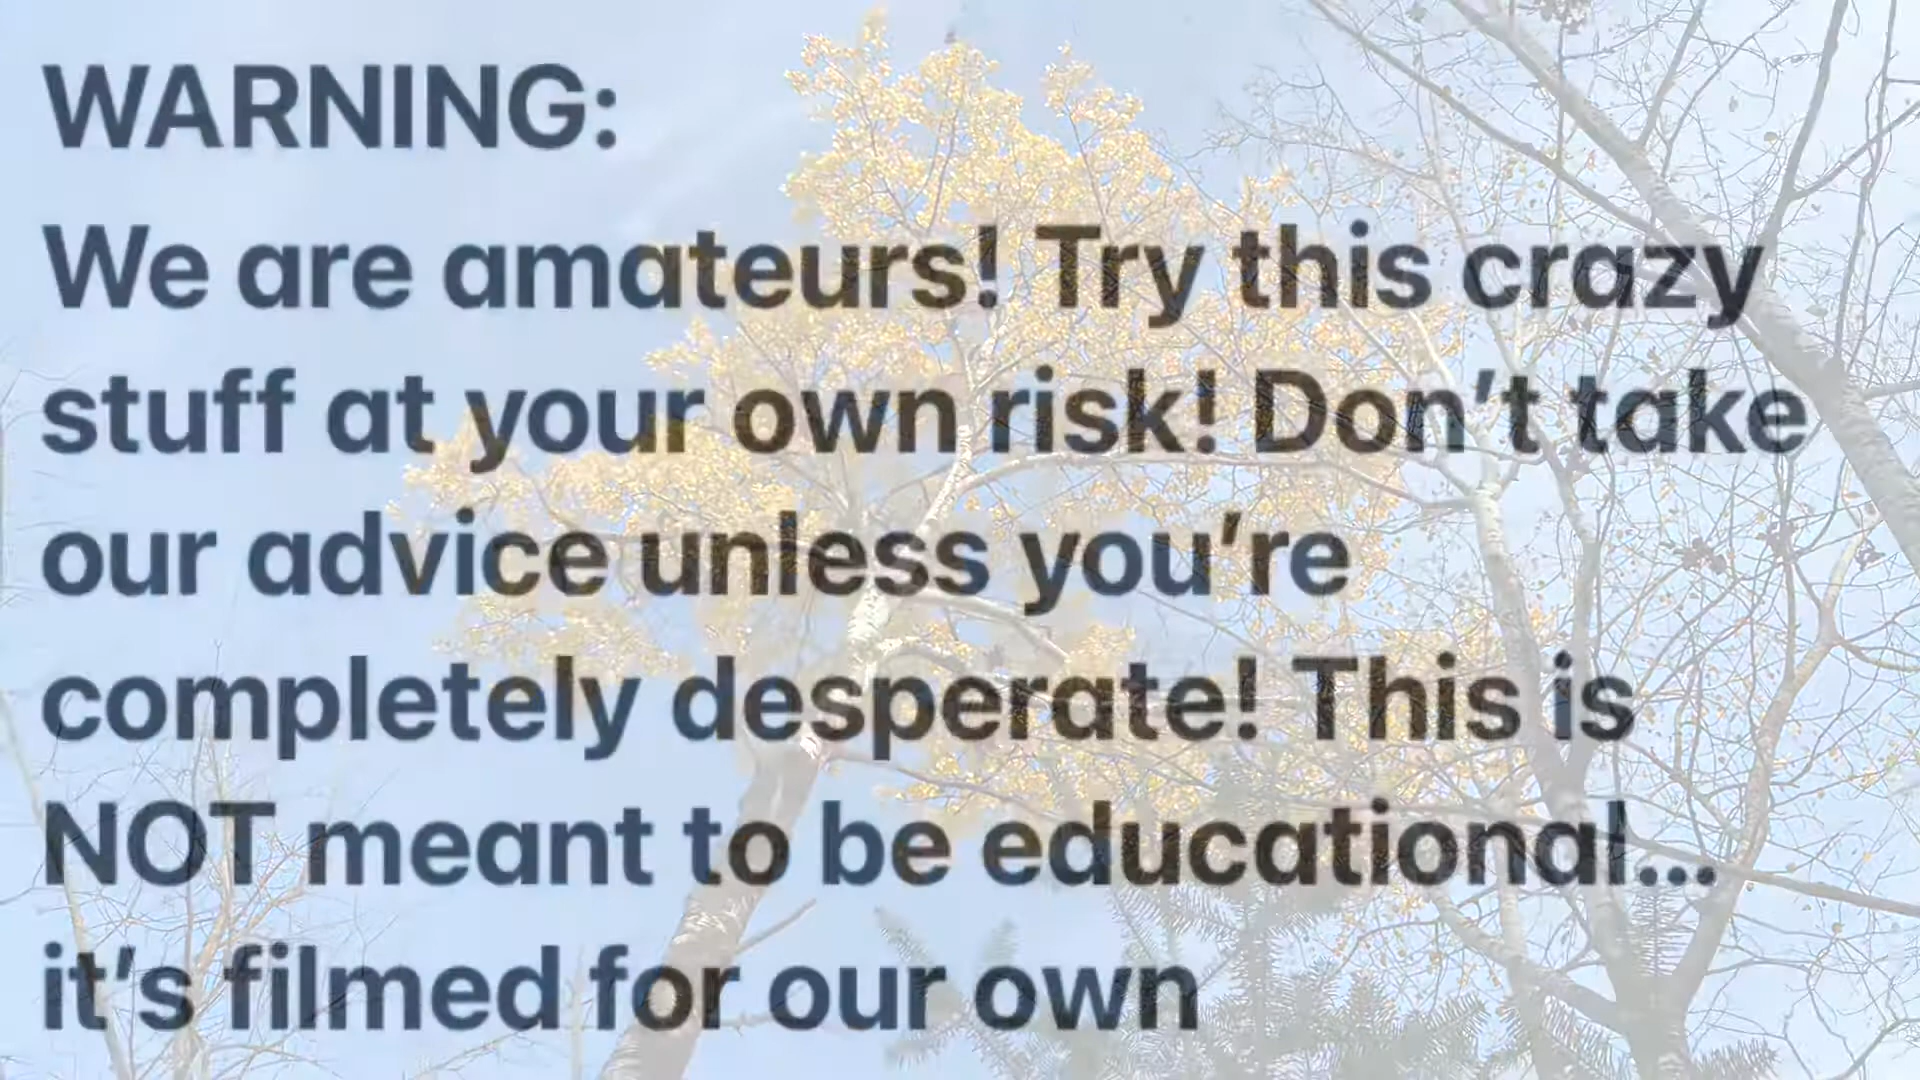 WARNING:
We are amateurs! Try this crazy
stuff at your own risk! Don’t take
our advice unless you’re
completely desperate! This is
NOT meant to be educational...
it’s filmed for our own